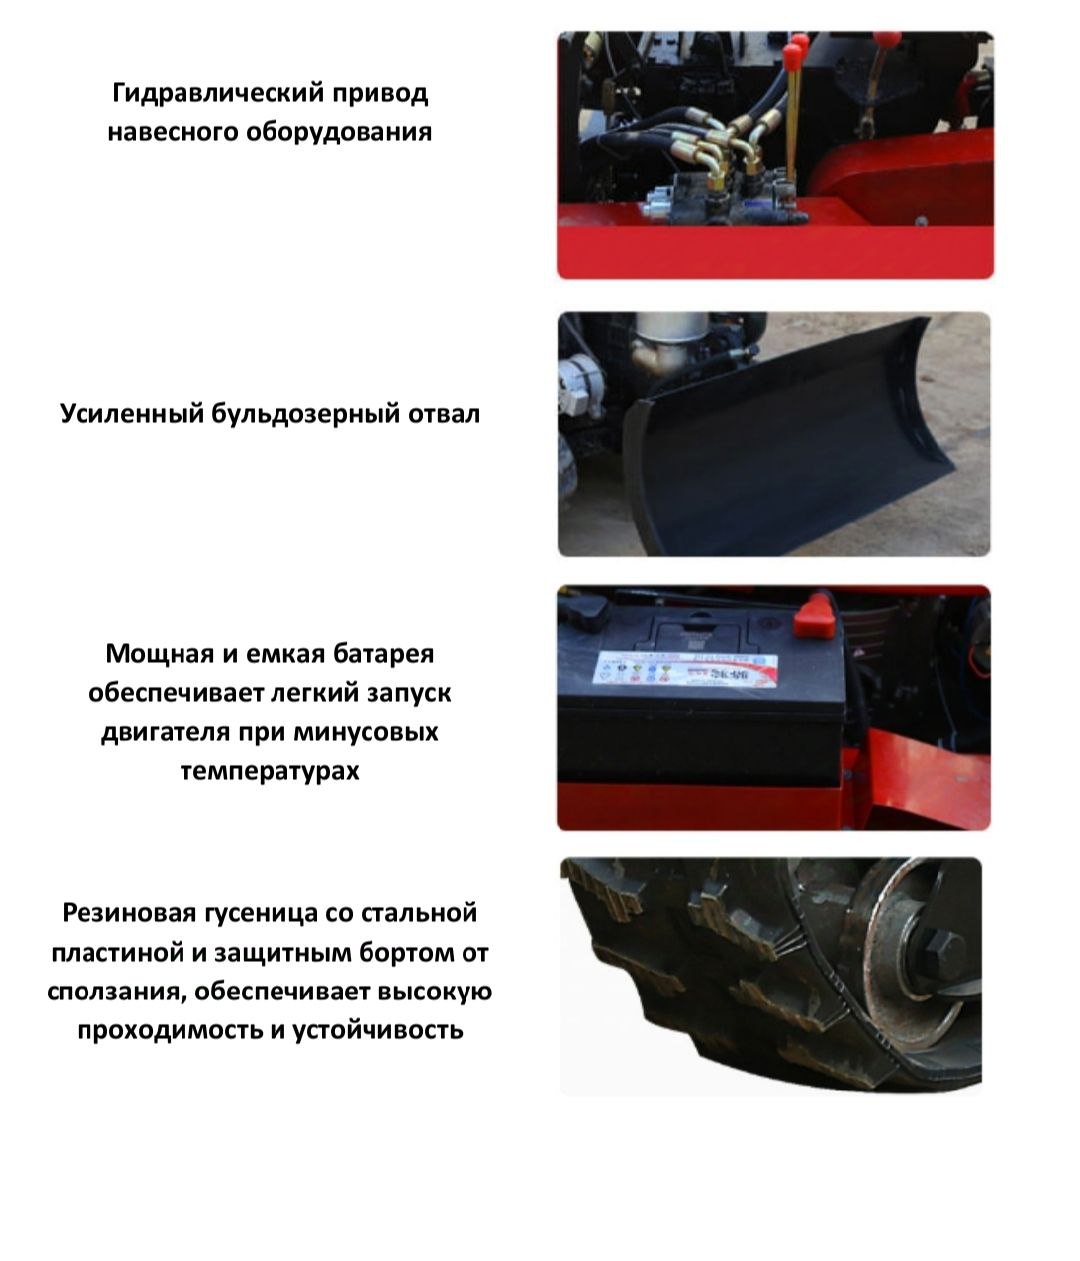 Гидравлический привод
навесного оборудования
Усиленный бульдозерный отвал
Мощная и емкая батарея
обеспечивает легкий запуск
двигателя при минусовых
температурах
Резиновая гусеница со стальной
пластиной и защитным бортом от
сползания, обеспечивает высокую
проходимость и устойчивость